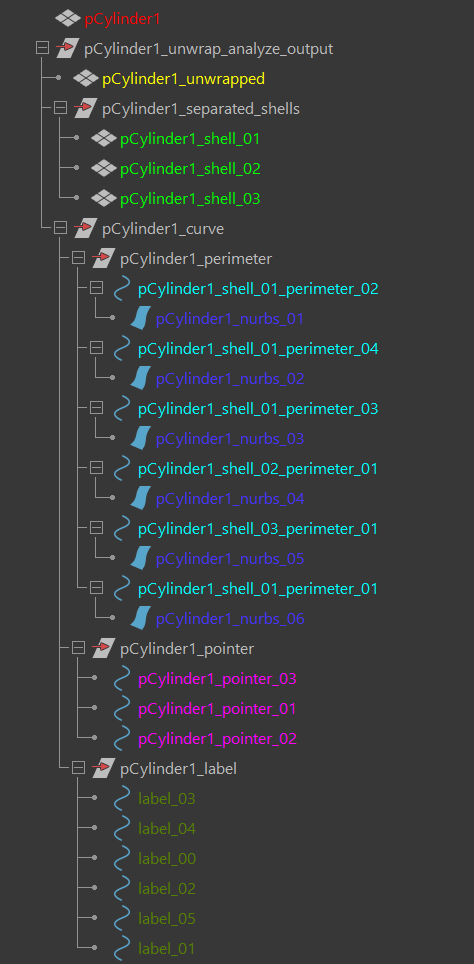 pCylinder1
pCylinder1_unwrap_analyze_output
pCylinder1_unwrapped
pCylinder1_separated_shells
pCylinder1_shell_01
pCylinder1_shell_02
pCylinder1_shell_03
pCylinder1_curve
pCylinder1_perimeter
pCylinder1_shell_01_perimeter_02
pCylinder1_nurbs_01
pCylinder1_shell_01_perimeter_04
pCylinder1_nurbs_02
pCylinder1_shell_01_perimeter_03
pCylinder1_nurbs_03
pCylinder1_shell_02_perimeter_01
pCylinder1_nurbs_04
pCylinder1_shell_03_perimeter_01
pCylinder1_nurbs_05
pCylinder1_shell_01_perimeter_01
pCylinder1_nurbs_06
pCylinder1_pointer
pCylinder1_pointer_03
pCylinder1_pointer_01
pCylinder1_pointer_02
pCylinder1_label
label_03
label_04
label_00
label_02
label_05
label_01